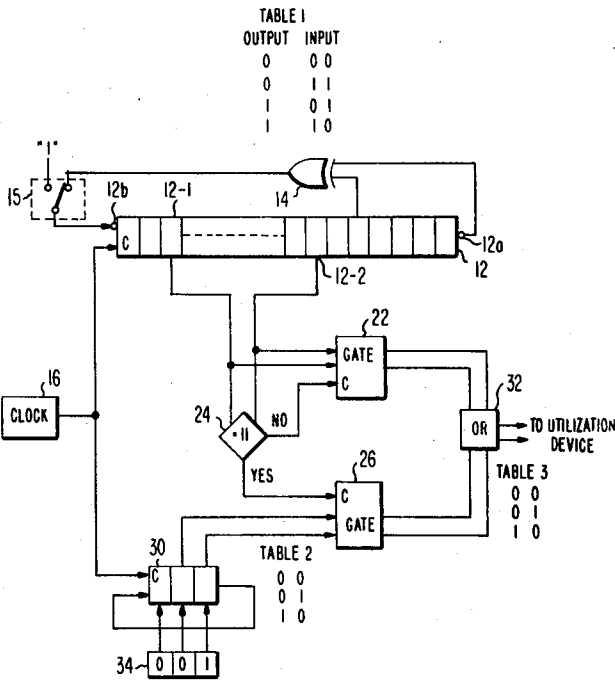 TABLE 1
OUTPUT INPUT
0 0 0
0 1 1
1 0 1
1 1 0
"1"
15
12b
12-1
14
12a
C
12
12-2
22
GATE
C
16
CLOCK
24
NO
=11
YES
32
OR
TO UTILIZATION
DEVICE
26
C
GATE
TABLE 3
0 0
0 1
1 0
30
C
TABLE 2
0 0
0 1
1 0
34
0 0 1